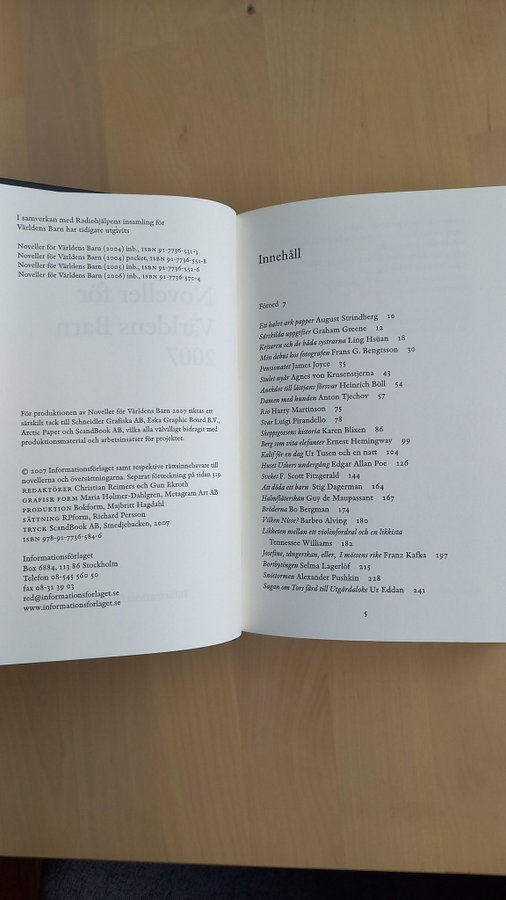 I samverkan med Radiohjälpens insamling för
Världens Barn har tidigare utgivits
Noveller för Världens Barn (2004) inb., ISBN 91-7736-531-3
Noveller för Världens Barn (2004) pocket, ISBN 91-7736-551-8
Noveller för Världens Barn (2005) inb., ISBN 91-7736-551-6
Noveller för Världens Barn (2006) inb., ISBN 91-7736-570-4
För produktionen av Noveller för Världens Barn 2007 riktas ett
särskilt tack till Schneidler Grafiska AB, Eska Graphic Board B.V.,
Arctic Paper och ScandBook AB, vilka alla välvilligt bidragit med
produktionsmaterial och arbetsinsatser för projektet.
© 2007 Informationsförlaget samt respektive rättinnehavare till
novellerna och översättningarna. Separat förteckning på sidan 319.
REDAKTÖRER Christian Reimers och Gun Ekroth
GRAFISK FORM Maria Holmer-Dahlgren, Metagram Art AB
PRODUKTION Bokform, Majbritt Hagdahl
SÄTTNING RPform, Richard Persson
TRYCK ScandBook AB, Smedjebacken, 2007
ISBN 978-91-7736-584-6
Informationsförlaget
Box 6884, 113 86 Stockholm
Telefon 08-545 560 50
fax 08-31 39 03
red@informationsforlaget.se
www.informationsforlaget.se
Innehåll
Förord 7
Ett halvt ark papper August Strindberg 10
Särskilda uppgifter Graham Greene 12
Kejsaren och de båda systrarna Ling Hsüan 18
Min debut hos fotografen Frans G. Bengtsson 30
Pensionatet James Joyce 35
Stulet nyår Agnes von Krusenstjerna 43
Anekdot till lättjans försvar Heinrich Böll 54
Damen med hunden Anton Tjechov 57
Rio Harry Martinson 75
Svar Luigi Pirandello 78
Skeppsgossens historia Karen Blixen 86
Berg som vita elefanter Ernest Hemingway 99
Kalif för en dag Ur Tusen och en natt 104
Huset Ushers undergång Edgar Allan Poe 126
Sveket F. Scott Fitzgerald 144
Att döda ett barn Stig Dagerman 164
Halmflätterskan Guy de Maupassant 167
Bröderna Bo Bergman 174
Vilken Nisse? Barbro Alving 180
Likheten mellan ett violinfordral och en likkista
Tennessee Williams 182
Josefine, sångerskan, eller, I mössens rike Franz Kafka 197
Bortbytingen Selma Lagerlöf 215
Snöstormen Alexander Pushkin 228
Sagan om Tors färd till Utgårdaloke Ur Eddan 241
5